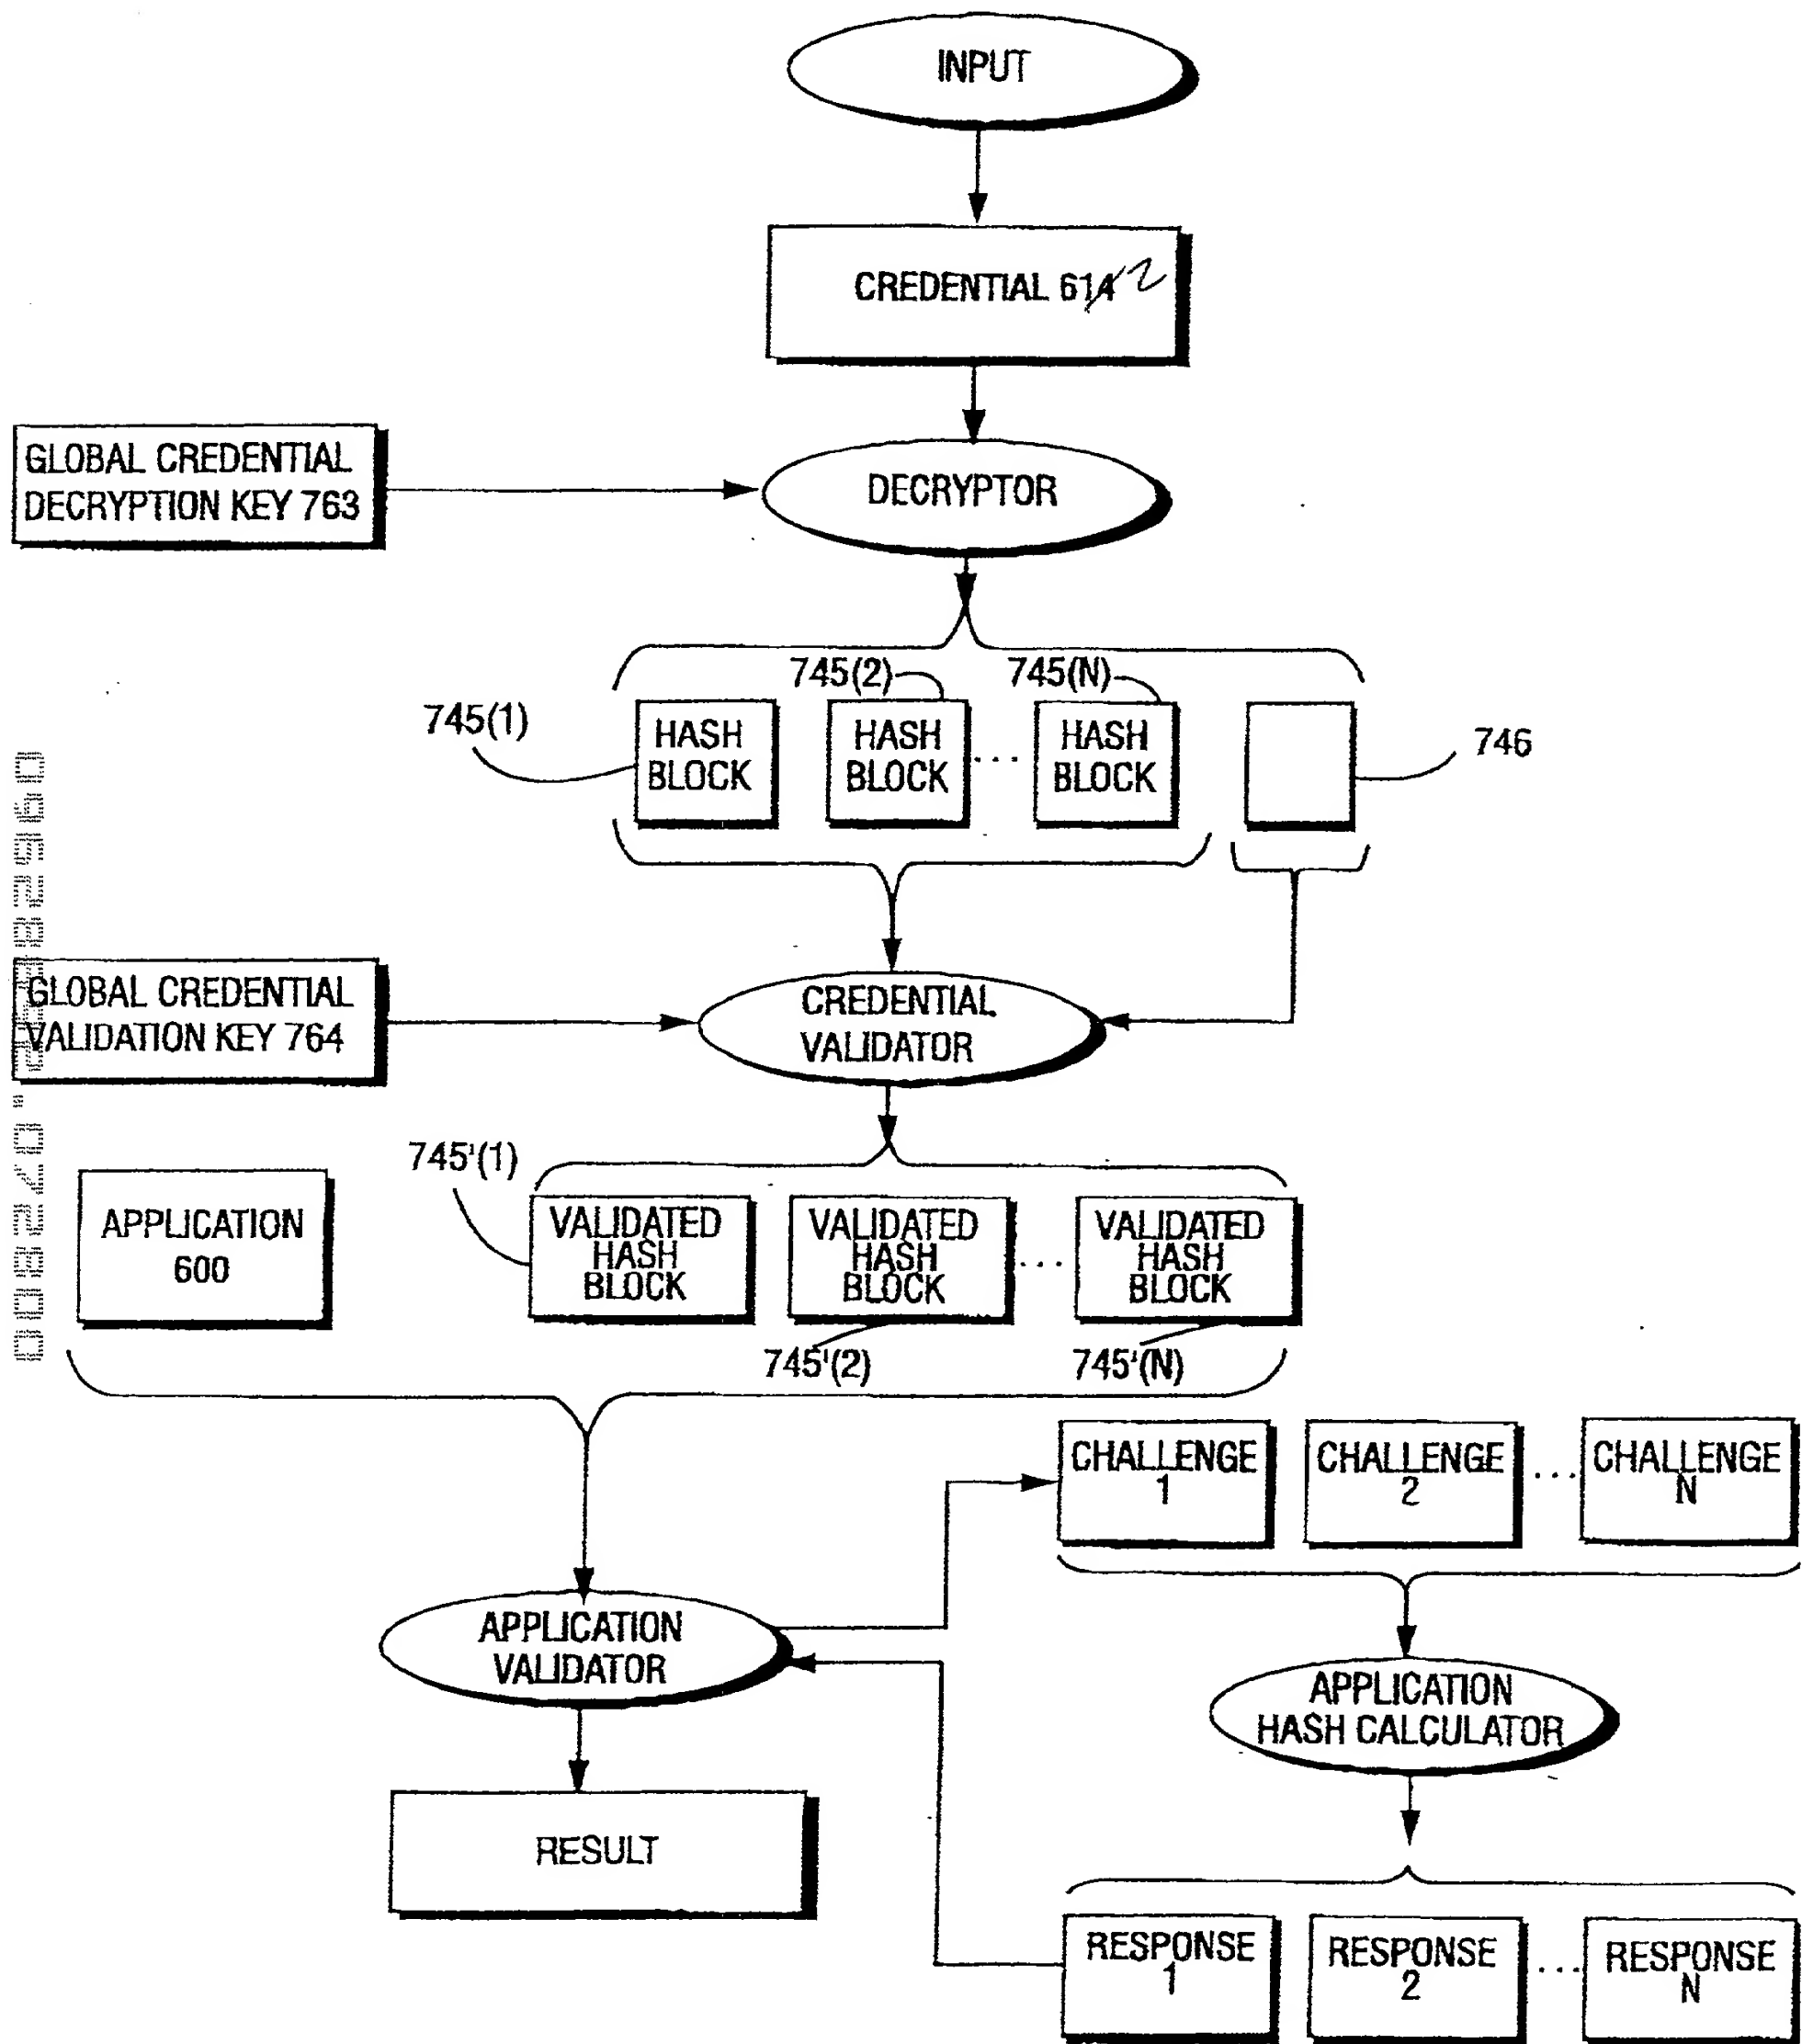 INPUT
CREDENTIAL 614 2
GLOBAL CREDENTIAL
DECRYPTION KEY 763
DECRYPTOR
745(1)
745(2)
745(N)
HASH
BLOCK
HASH
BLOCK
...
HASH
BLOCK
746
GLOBAL CREDENTIAL
VALIDATION KEY 764
CREDENTIAL
VALIDATOR
745'(1)
APPLICATION
600
VALIDATED
HASH
BLOCK
VALIDATED
HASH
BLOCK
...
VALIDATED
HASH
BLOCK
745'(2)
745'(N)
CHALLENGE
1
CHALLENGE
2
...
CHALLENGE
N
APPLICATION
VALIDATOR
APPLICATION
HASH CALCULATOR
RESULT
RESPONSE
1
RESPONSE
2
...
RESPONSE
N